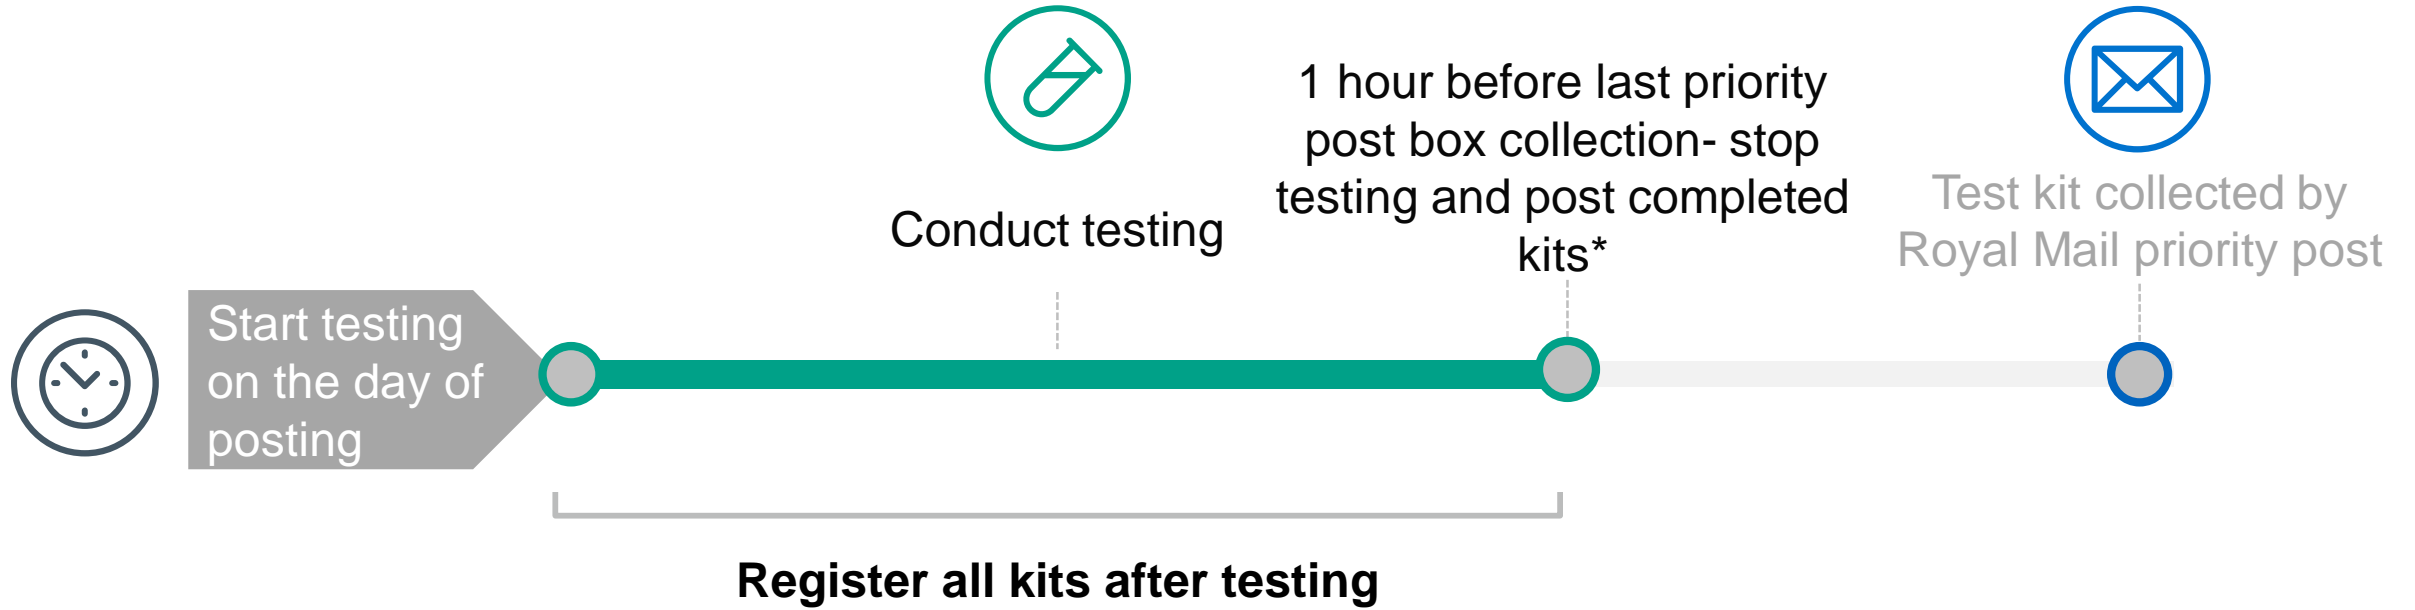 Start testing
on the day of
posting
Conduct testing
1 hour before last priority
post box collection- stop
testing and post completed
kits*
Test kit collected by
Royal Mail priority post
Register all kits after testing